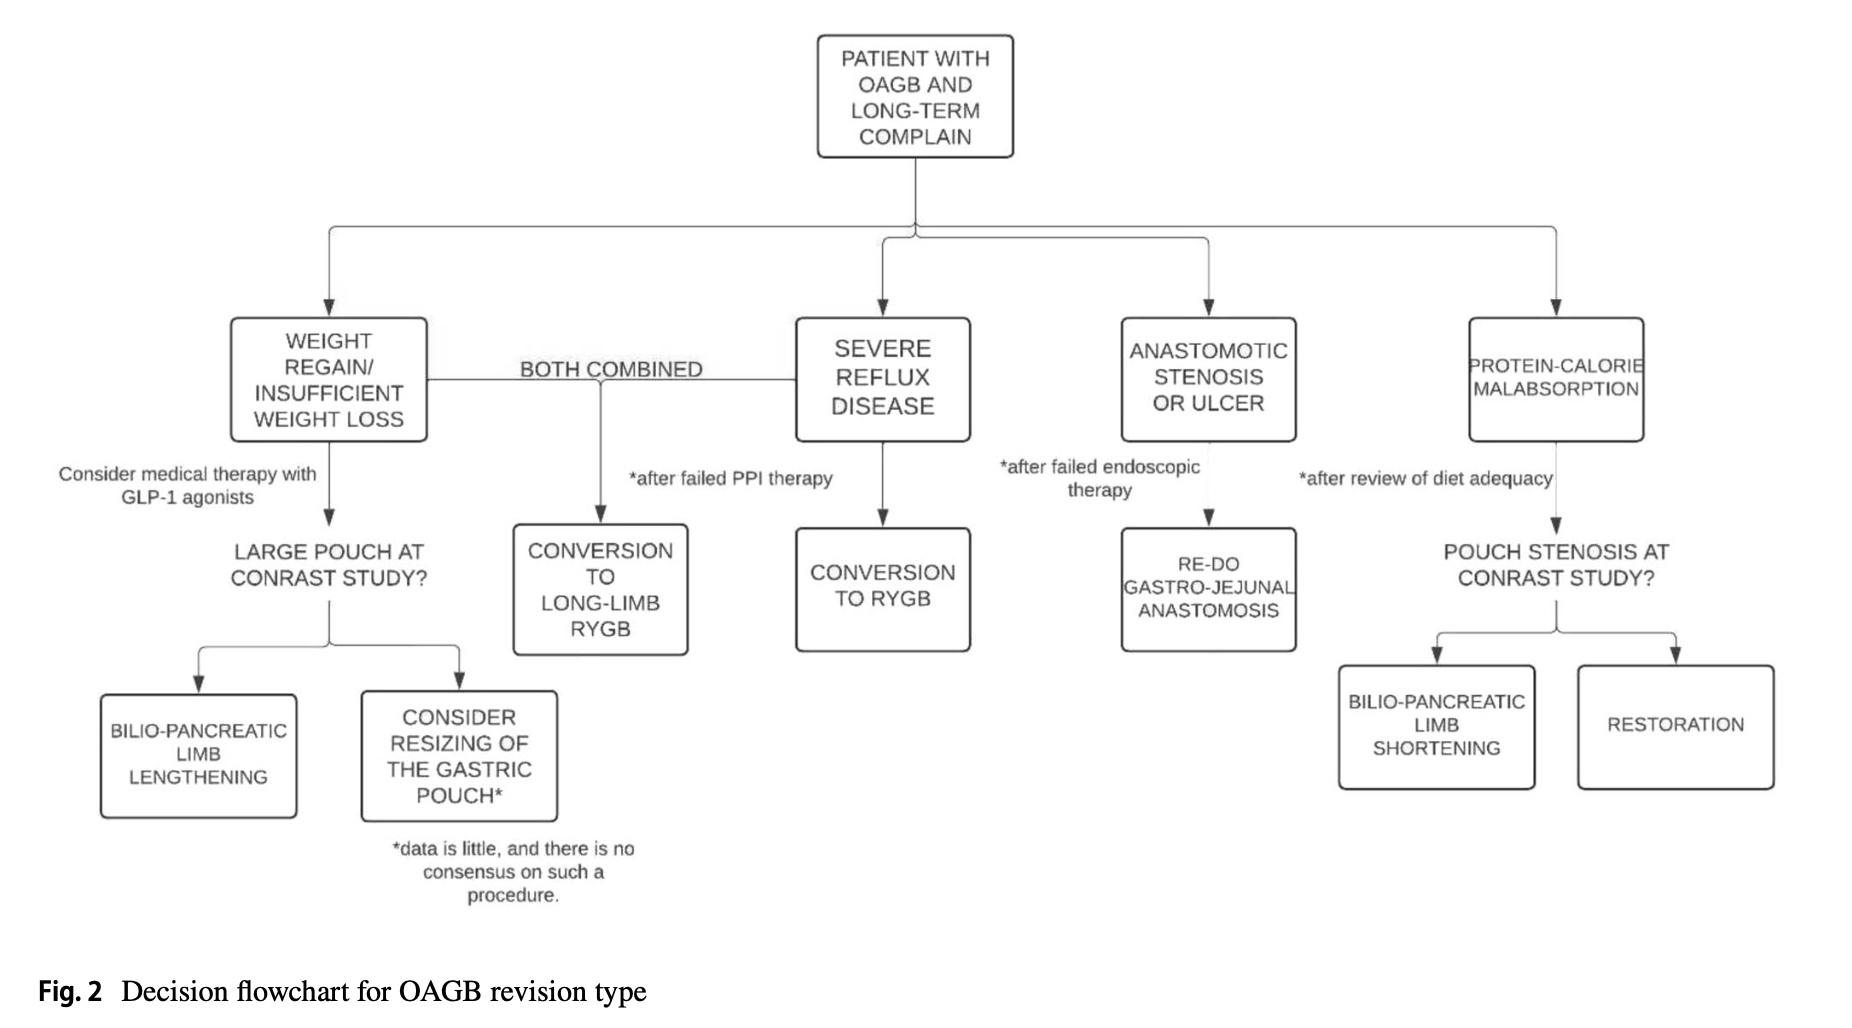 PATIENT WITH
OAGB AND
LONG-TERM
COMPLAIN
WEIGHT
REGAIN/
INSUFFICIENT
WEIGHT LOSS
BOTH COMBINED
SEVERE
REFLUX
DISEASE
ANASTOMOTIC
STENOSIS
OR ULCER
PROTEIN-CALORIE
MALABSORPTION
Consider medical therapy with
GLP-1 agonists
*after failed PPI therapy
*after failed endoscopic
therapy
*after review of diet adequacy
LARGE POUCH AT
CONRAST STUDY?
CONVERSION
TO
LONG-LIMB
RYGB
CONVERSION
TO RYGB
RE-DO
GASTRO-JEJUNAL
ANASTOMOSIS
POUCH STENOSIS AT
CONRAST STUDY?
BILIO-PANCREATIC
LIMB
LENGTHENING
CONSIDER
RESIZING OF
THE GASTRIC
POUCH*
BILIO-PANCREATIC
LIMB
SHORTENING
RESTORATION
*data is little, and there is no
consensus on such a
procedure.
Fig. 2 Decision flowchart for OAGB revision type